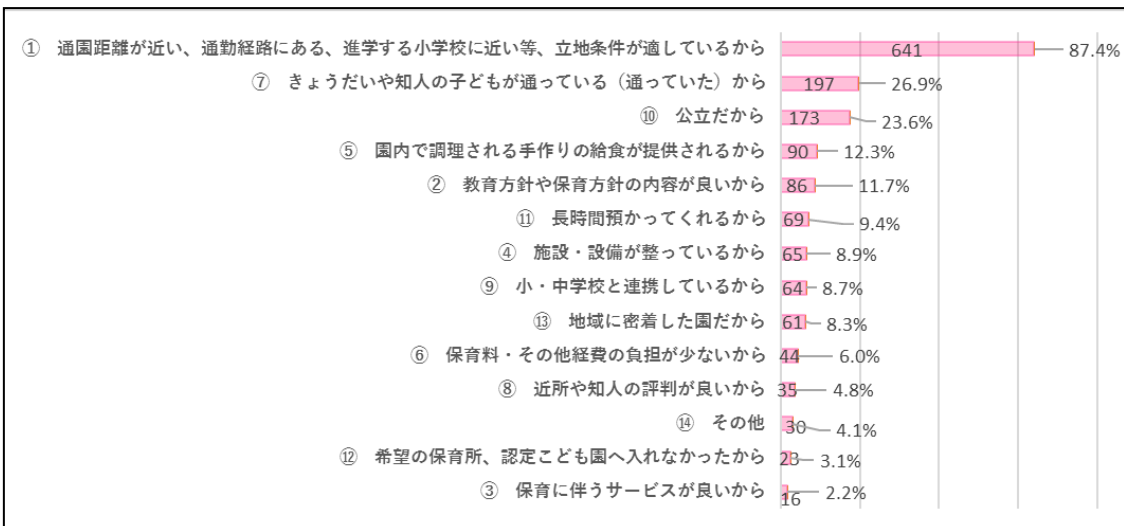 ① 通園距離が近い、通勤経路にある、進学する小学校に近い等、立地条件が適しているから 641 87.4%
⑦ きょうだいや知人の子どもが通っている（通っていた）から 197 26.9%
⑩ 公立だから 173 23.6%
⑤ 園内で調理される手作りの給食が提供されるから 90 12.3%
② 教育方針や保育方針の内容が良いから 86 11.7%
⑪ 長時間預かってくれるから 69 9.4%
④ 施設・設備が整っているから 65 8.9%
⑨ 小・中学校と連携しているから 64 8.7%
⑬ 地域に密着した園だから 61 8.3%
⑥ 保育料・その他経費の負担が少ないから 44 6.0%
⑧ 近所や知人の評判が良いから 35 4.8%
⑭ その他 30 4.1%
⑫ 希望の保育所、認定こども園へ入れなかったから 23 3.1%
③ 保育に伴うサービスが良いから 16 2.2%